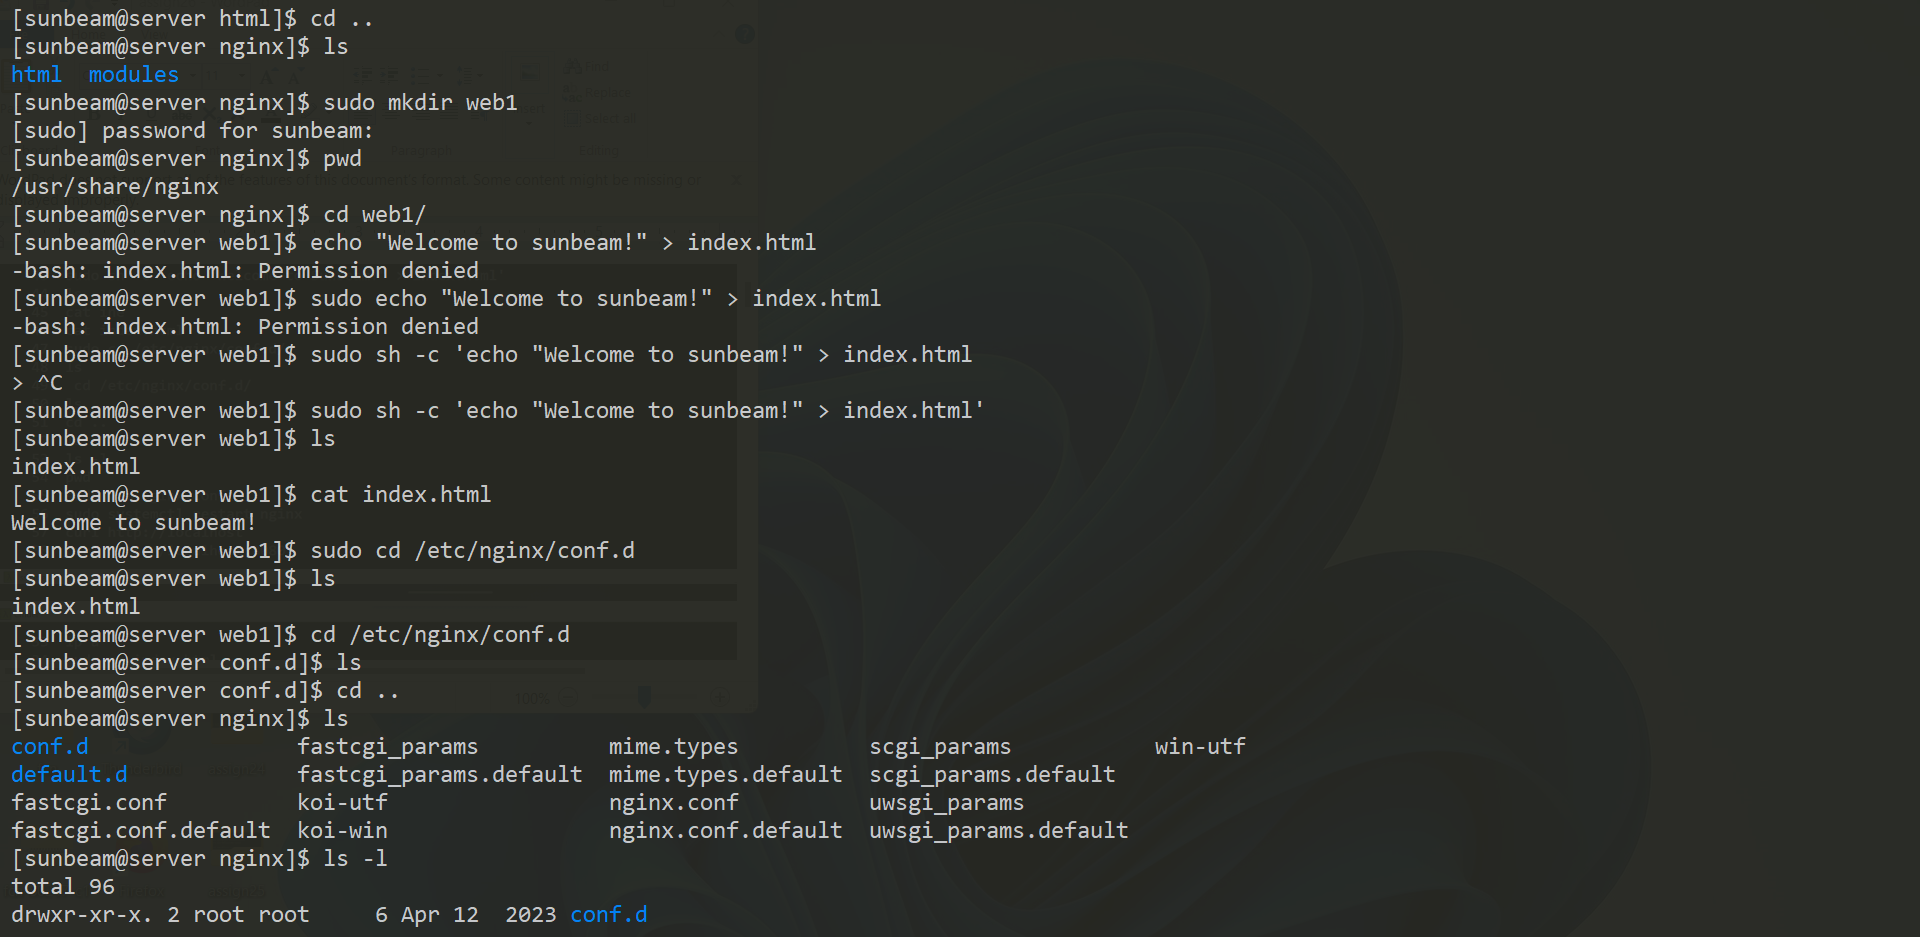 [sunbeam@server html]$ cd ..
[sunbeam@server nginx]$ ls
html  modules
[sunbeam@server nginx]$ sudo mkdir web1
[sudo] password for sunbeam:
[sunbeam@server nginx]$ pwd
/usr/share/nginx
[sunbeam@server nginx]$ cd web1/
[sunbeam@server web1]$ echo "Welcome to sunbeam!" > index.html
-bash: index.html: Permission denied
[sunbeam@server web1]$ sudo echo "Welcome to sunbeam!" > index.html
-bash: index.html: Permission denied
[sunbeam@server web1]$ sudo sh -c 'echo "Welcome to sunbeam!" > index.html
> ^C
[sunbeam@server web1]$ sudo sh -c 'echo "Welcome to sunbeam!" > index.html'
[sunbeam@server web1]$ ls
index.html
[sunbeam@server web1]$ cat index.html
Welcome to sunbeam!
[sunbeam@server web1]$ sudo cd /etc/nginx/conf.d
[sunbeam@server web1]$ ls
index.html
[sunbeam@server web1]$ cd /etc/nginx/conf.d
[sunbeam@server conf.d]$ ls
[sunbeam@server conf.d]$ cd ..
[sunbeam@server nginx]$ ls
conf.d                fastcgi_params          mime.types          scgi_params           win-utf
default.d             fastcgi_params.default  mime.types.default  scgi_params.default
fastcgi.conf          koi-utf                 nginx.conf          uwsgi_params
fastcgi.conf.default  koi-win                 nginx.conf.default  uwsgi_params.default
[sunbeam@server nginx]$ ls -l
total 96
drwxr-xr-x. 2 root root     6 Apr 12  2023 conf.d